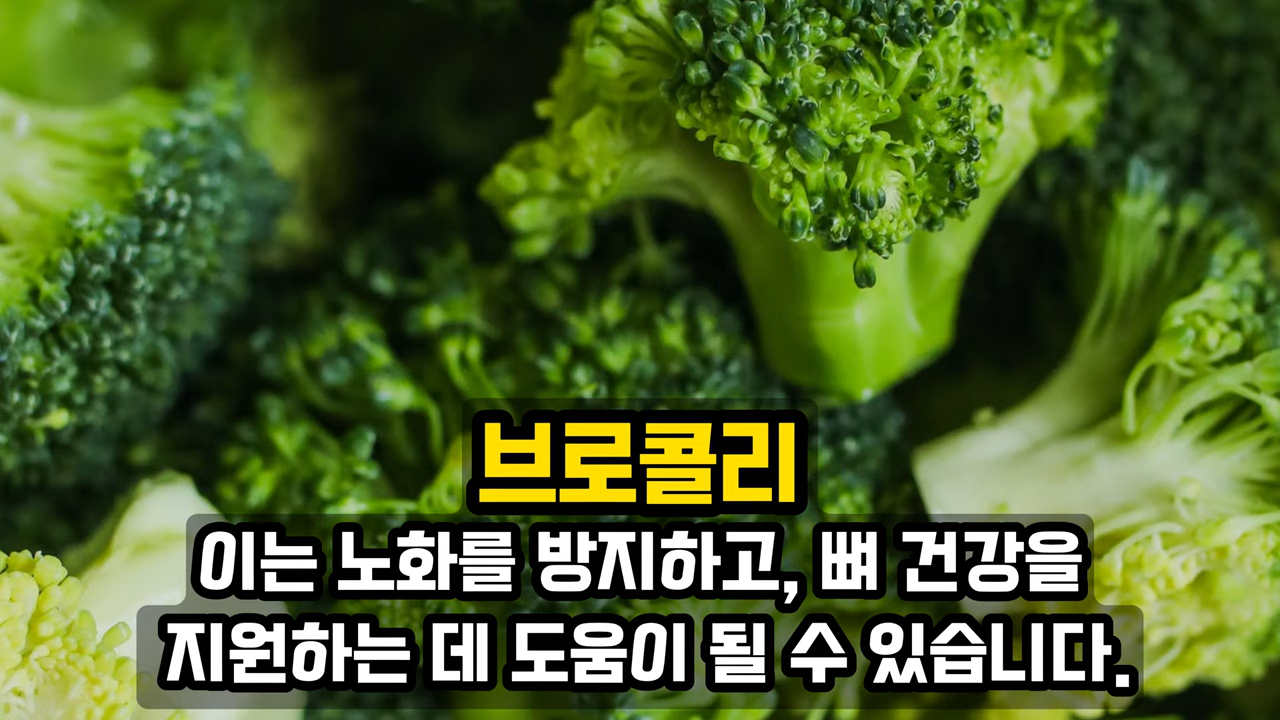 브로콜리
이는 노화를 방지하고, 뼈 건강을
지원하는 데 도움이 될 수 있습니다.